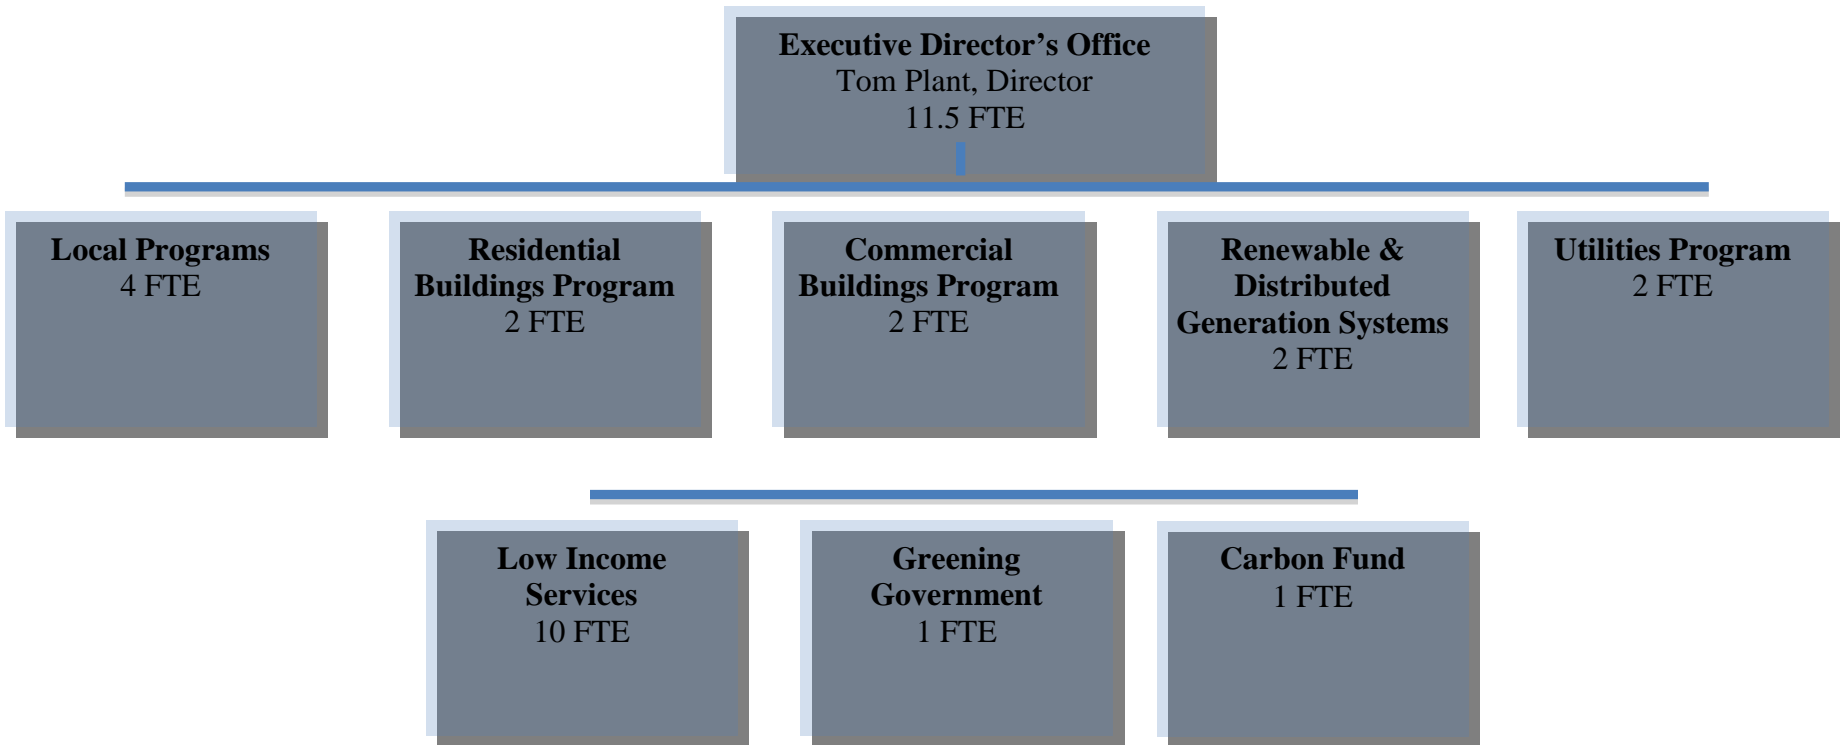 Executive Director’s Office
Tom Plant, Director
11.5 FTE
Local Programs
4 FTE
Residential
Buildings Program
2 FTE
Commercial
Buildings Program
2 FTE
Renewable &
Distributed
Generation Systems
2 FTE
Utilities Program
2 FTE
Low Income
Services
10 FTE
Greening
Government
1 FTE
Carbon Fund
1 FTE